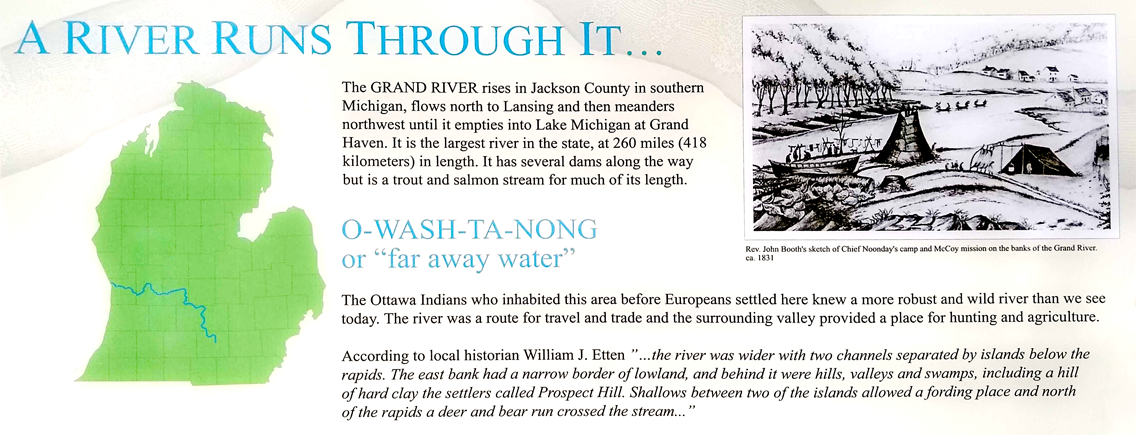 A RIVER RUNS THROUGH IT...
The GRAND RIVER rises in Jackson County in southern
Michigan, flows north to Lansing and then meanders
northwest until it empties into Lake Michigan at Grand
Haven. It is the largest river in the state, at 260 miles (418
kilometers) in length. It has several dams along the way
but is a trout and salmon stream for much of its length.
Rev. John Booth's sketch of Chief Noonday's camp and McCoy mission on the banks of the Grand River.
ca. 1831
O-WASH-TA-NONG
or “far away water”
The Ottawa Indians who inhabited this area before Europeans settled here knew a more robust and wild river than we see
today. The river was a route for travel and trade and the surrounding valley provided a place for hunting and agriculture.
According to local historian William J. Etten ”...the river was wider with two channels separated by islands below the
rapids. The east bank had a narrow border of lowland, and behind it were hills, valleys and swamps, including a hill
of hard clay the settlers called Prospect Hill. Shallows between two of the islands allowed a fording place and north
of the rapids a deer and bear run crossed the stream...”